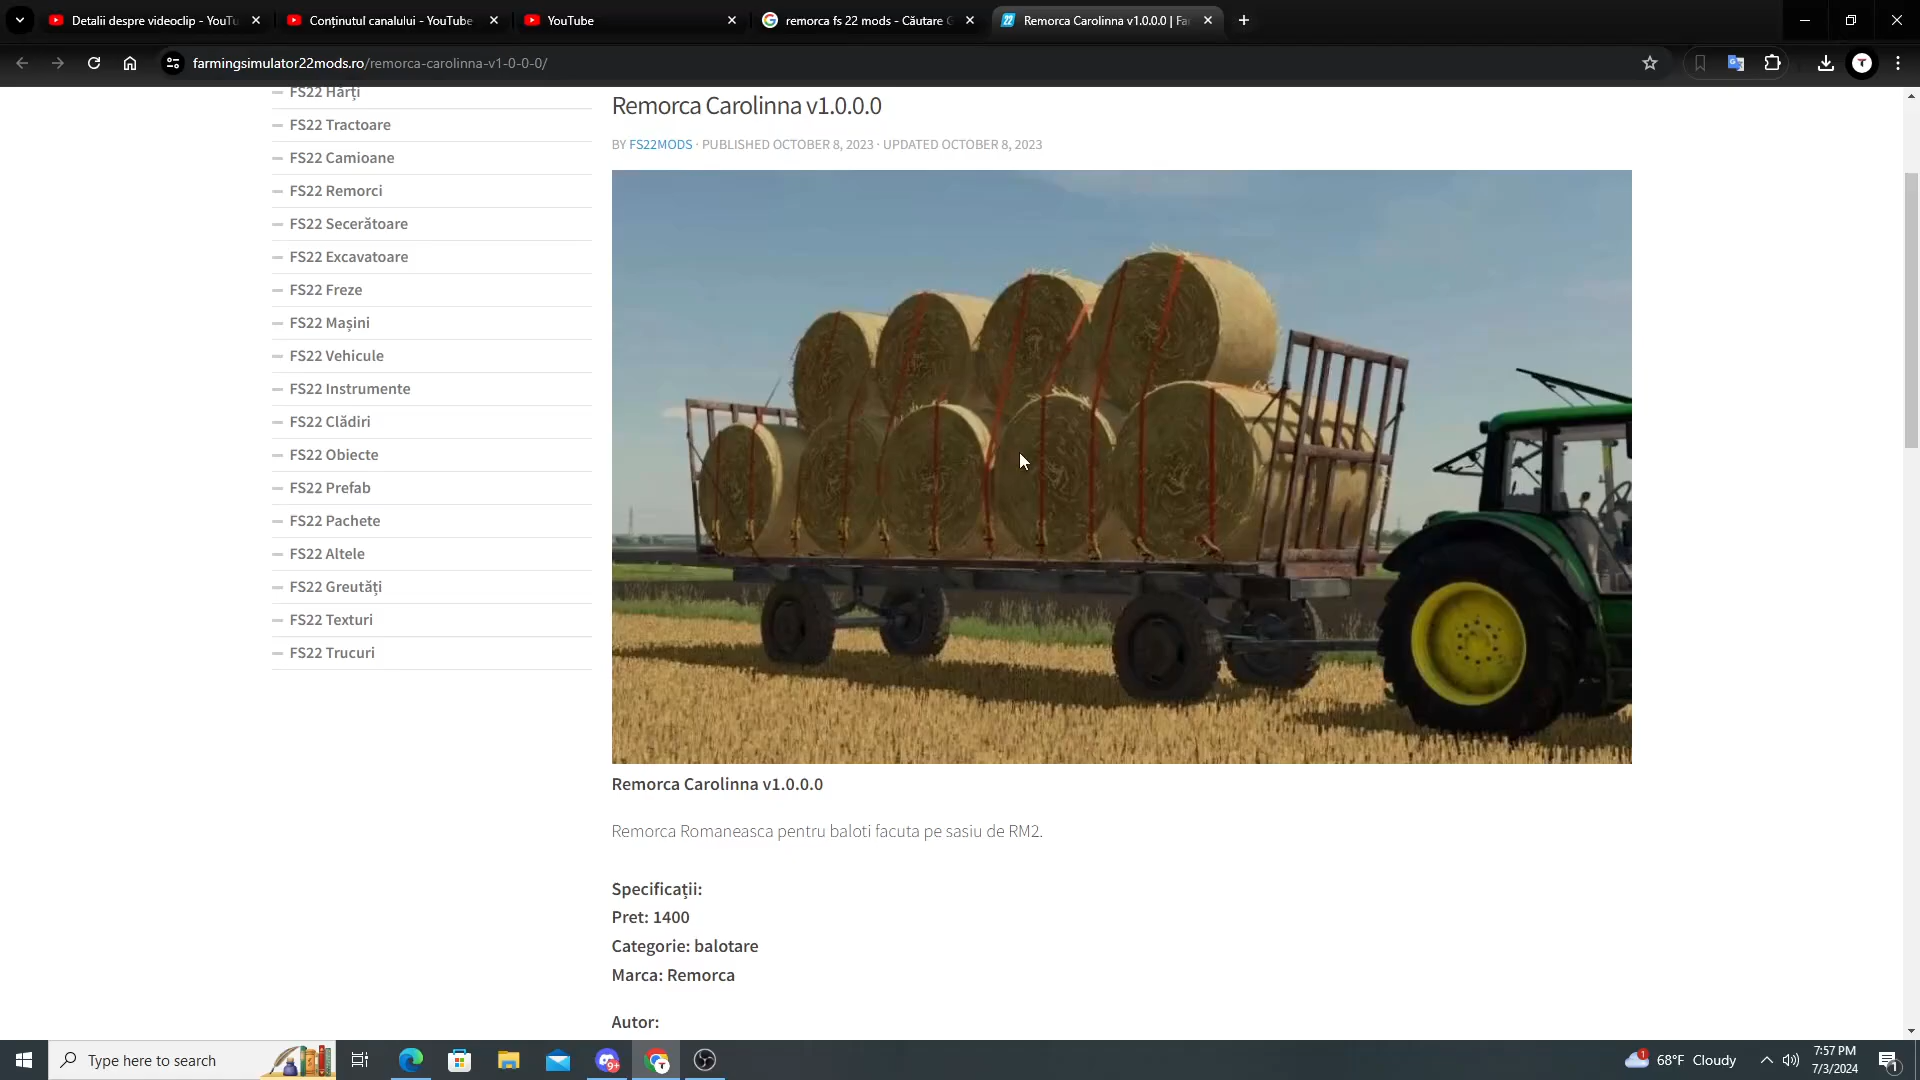 Detalii despre videoclip - YouTu
Conținutul canalului - YouTube
YouTube
remorca fs 22 mods - Căutare G
Remorca Carolinna v1.0.0.0 | Fa
farmingsimulator22mods.ro/remorca-carolinna-v1-0-0-0/
FS22 Hărți
FS22 Tractoare
FS22 Camioane
FS22 Remorci
FS22 Secerătoare
FS22 Excavatoare
FS22 Freze
FS22 Mașini
FS22 Vehicule
FS22 Instrumente
FS22 Clădiri
FS22 Obiecte
FS22 Prefab
FS22 Pachete
FS22 Altele
FS22 Greutăți
FS22 Texturi
FS22 Trucuri
Remorca Carolinna v1.0.0.0
BY FS22MODS · PUBLISHED OCTOBER 8, 2023 · UPDATED OCTOBER 8, 2023
Remorca Carolinna v1.0.0.0
Remorca Romaneasca pentru baloti facuta pe sasiu de RM2.
Specificații:
Pret: 1400
Categorie: balotare
Marca: Remorca
Autor:
Type here to search
68°F Cloudy
7:57 PM
7/3/2024